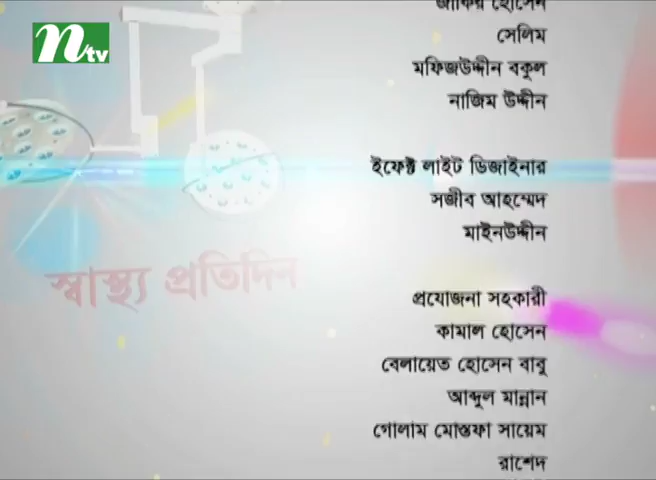 ntv
জাকির হোসেন
সেলিম
মফিজউদ্দীন বকুল
নাজিম উদ্দীন
ইফেক্ট লাইট ডিজাইনার
সজীব আহম্মেদ
মাইনউদ্দীন
স্বাস্থ্য প্রতিদিন
প্রযোজনা সহকারী
কামাল হোসেন
বেলায়েত হোসেন বাবু
আব্দুল মান্নান
গোলাম মোস্তফা সায়েম
রাশেদ